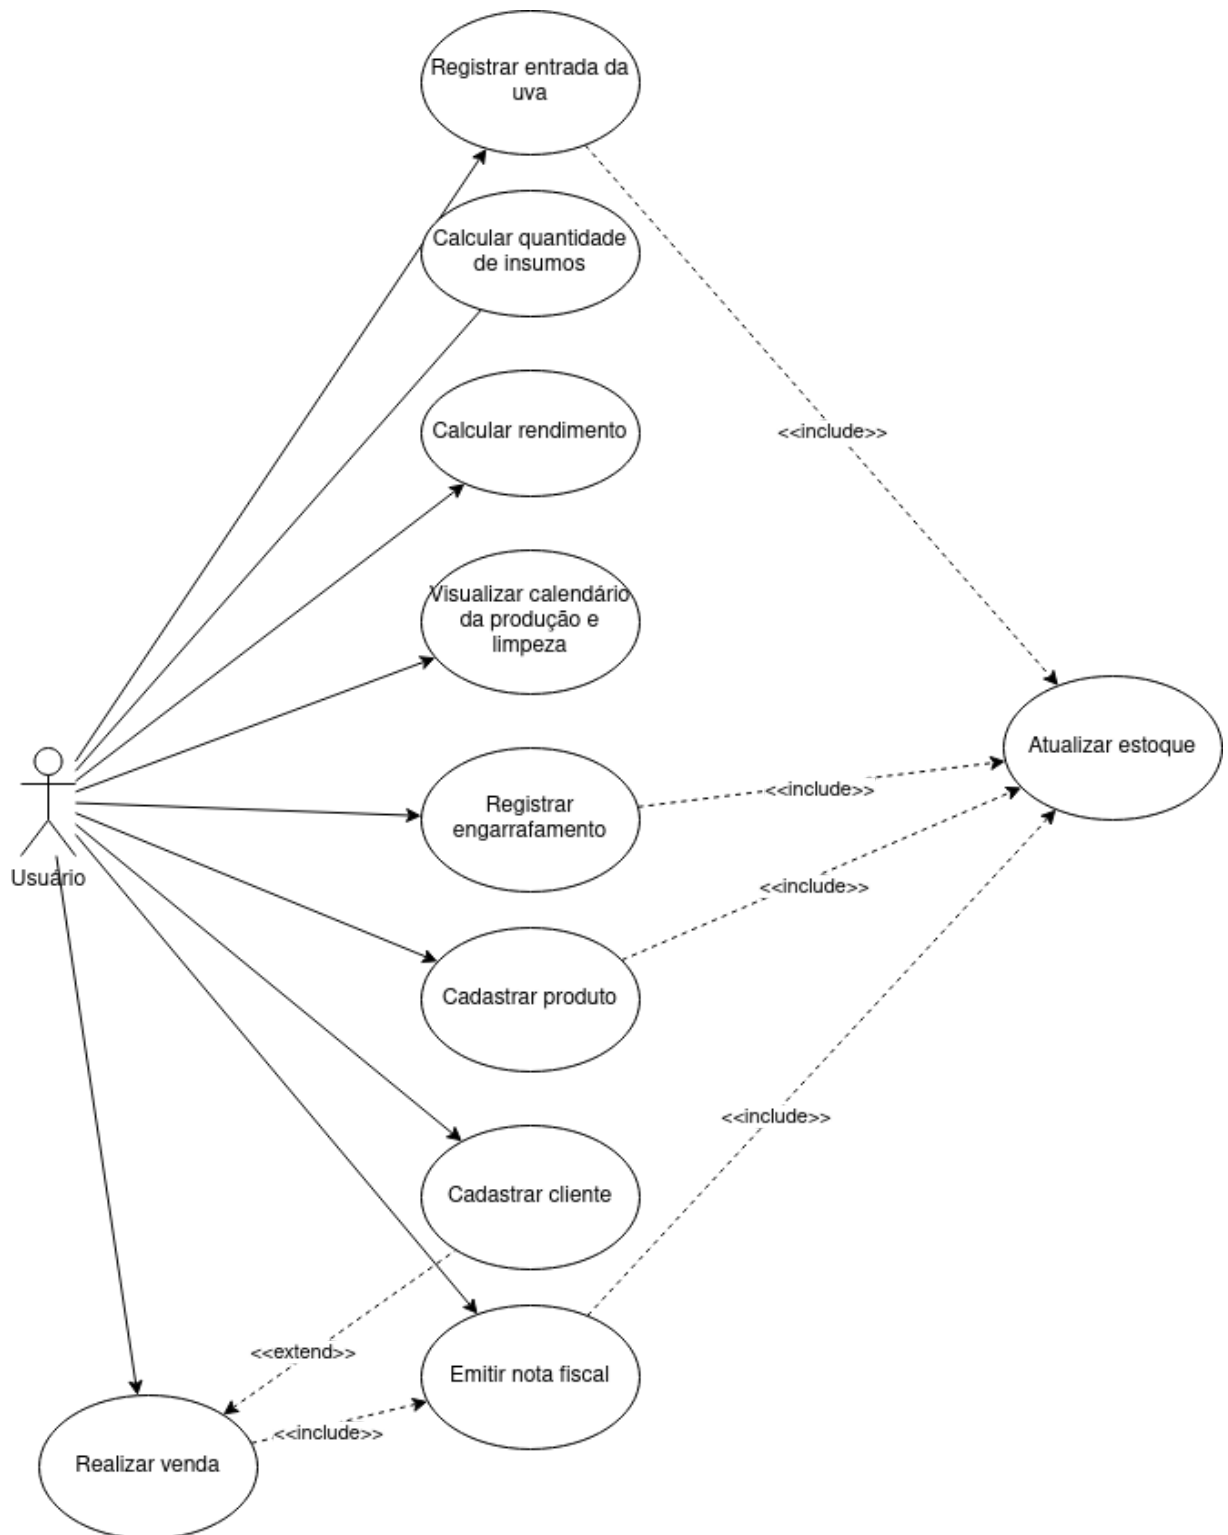 Registrar entrada da
uva
Calcular quantidade
de insumos
<<include>>
Calcular rendimento
Visualizar calendário
da produção e
limpeza
Atualizar estoque
<<include>>
Registrar
engarrafamento
Usuário
<<include>>
Cadastrar produto
<<include>>
Cadastrar cliente
<<extend>>
Emitir nota fiscal
<<include>>
Realizar venda